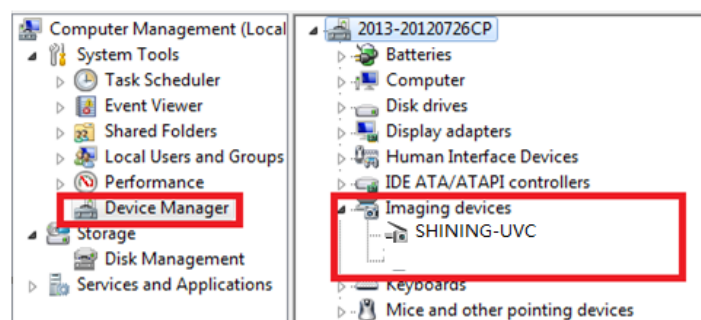 Computer Management (Local
System Tools
Task Scheduler
Event Viewer
Shared Folders
Local Users and Groups
Performance
Device Manager
Storage
Disk Management
Services and Applications
2013-20120726CP
Batteries
Computer
Disk drives
Display adapters
Human Interface Devices
IDE ATA/ATAPI controllers
Imaging devices
SHINING-UVC
Keyboards
Mice and other pointing devices